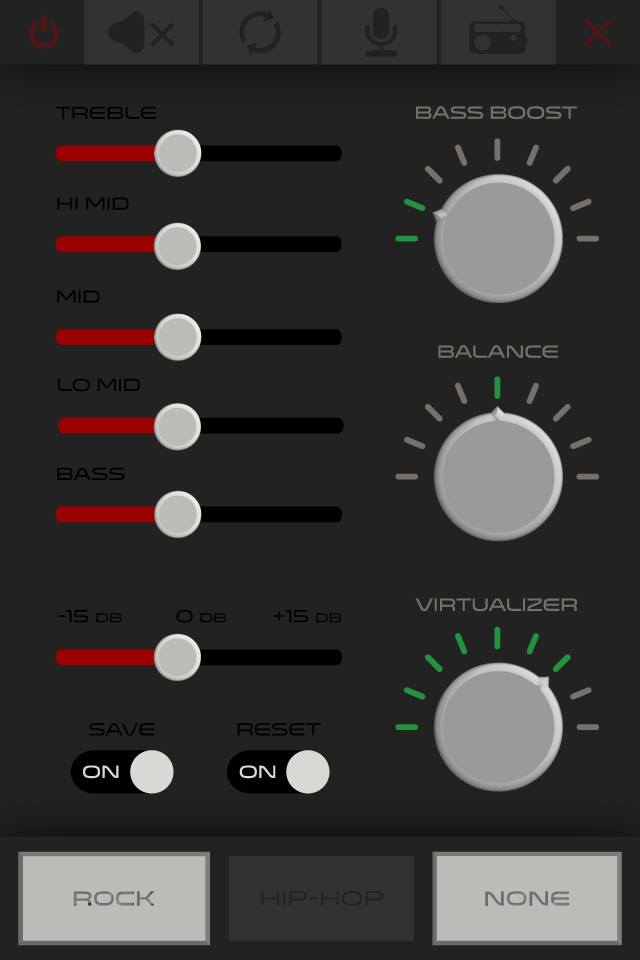 TREBLE
BASS BOOST
HI MID
MID
BALANCE
LO MID
BASS
-15 DB 0 DB +15 DB
VIRTUALIZER
SAVE RESET
ON ON
ROCK HIP-HOP NONE